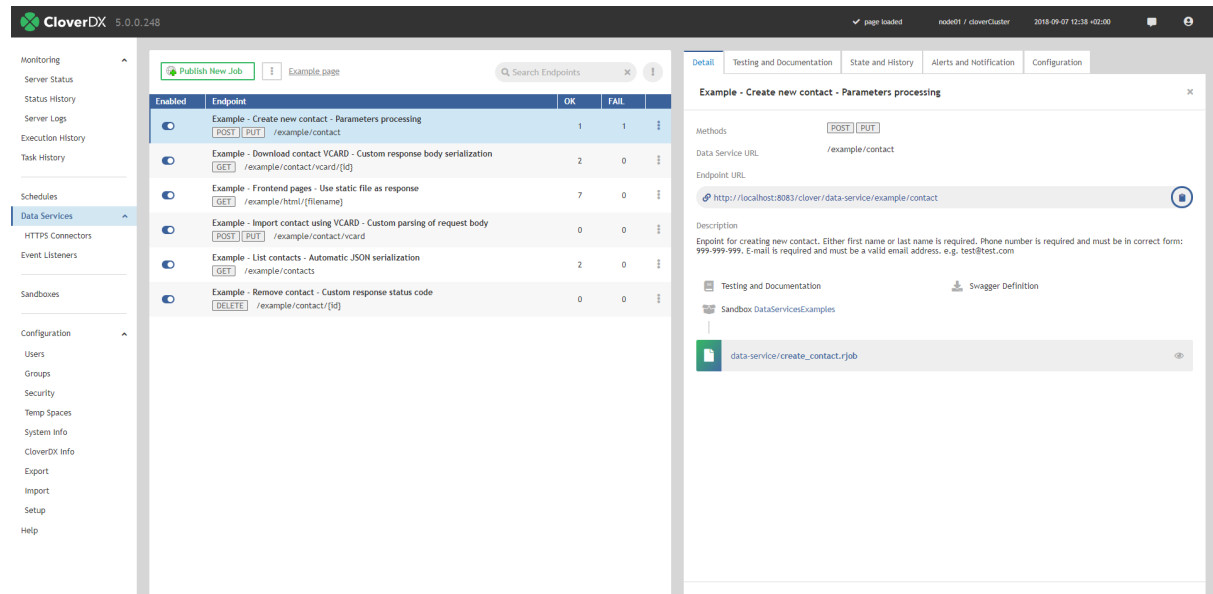 CloverDX 5.0.0.248
page loaded
node01 / cloverCluster
2018-09-07 12:38 +02:00
Monitoring
Server Status
Status History
Server Logs
Execution History
Task History
Schedules
Data Services
HTTPS Connectors
Event Listeners
Sandboxes
Configuration
Users
Groups
Security
Temp Spaces
System Info
CloverDX Info
Export
Import
Setup
Help
Publish New Job
Example page
Search Endpoints
Enabled Endpoint OK FAIL
Example - Create new contact - Parameters processing
POST PUT /example/contact 1 1
Example - Download contact VCARD - Custom response body serialization
GET /example/contact/vcard/{id} 2 0
Example - Frontend pages - Use static file as response
GET /example/html/{filename} 7 0
Example - Import contact using VCARD - Custom parsing of request body
POST PUT /example/contact/vcard 0 0
Example - List contacts - Automatic JSON serialization
GET /example/contacts 2 0
Example - Remove contact - Custom response status code
DELETE /example/contact/{id} 0 0
Detail Testing and Documentation State and History Alerts and Notification Configuration
Example - Create new contact - Parameters processing
Methods POST PUT
Data Service URL /example/contact
Endpoint URL
http://localhost:8083/clover/data-service/example/contact
Description
Enpoint for creating new contact. Either first name or last name is required. Phone number is required and must be in correct form:
999-999-999. E-mail is required and must be a valid email address. e.g. test@test.com
Testing and Documentation Swagger Definition
Sandbox DataServicesExamples
data-service/create_contact.rjob